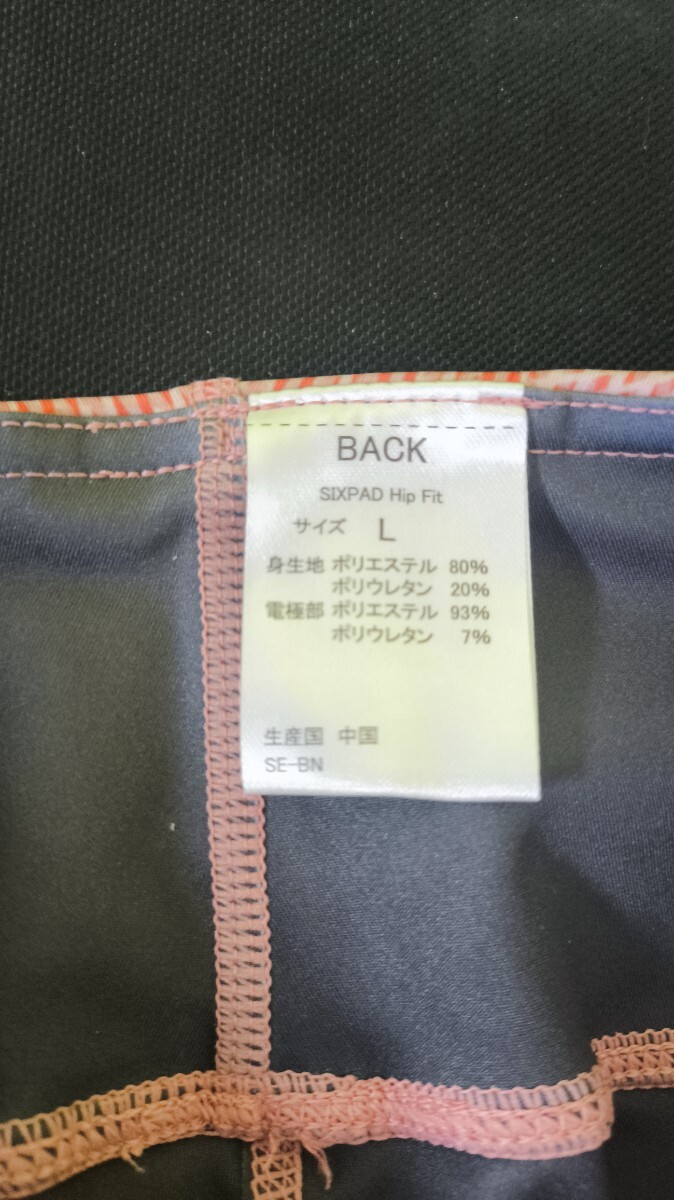 BACK
SIXPAD Hip Fit
サイズ L
身生地 ポリエステル 80%
ポリウレタン 20%
電極部 ポリエステル 93%
ポリウレタン 7%
生産国 中国
SE-BN